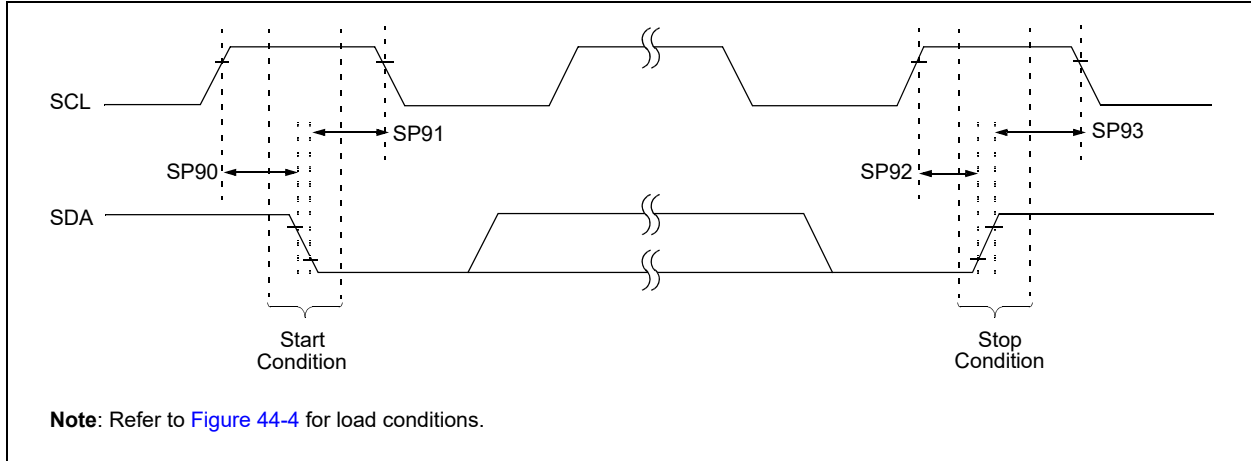 SCL
SP91
SP93
SP90
SP92
SDA
Start
Condition
Stop
Condition
Note: Refer to Figure 44-4 for load conditions.